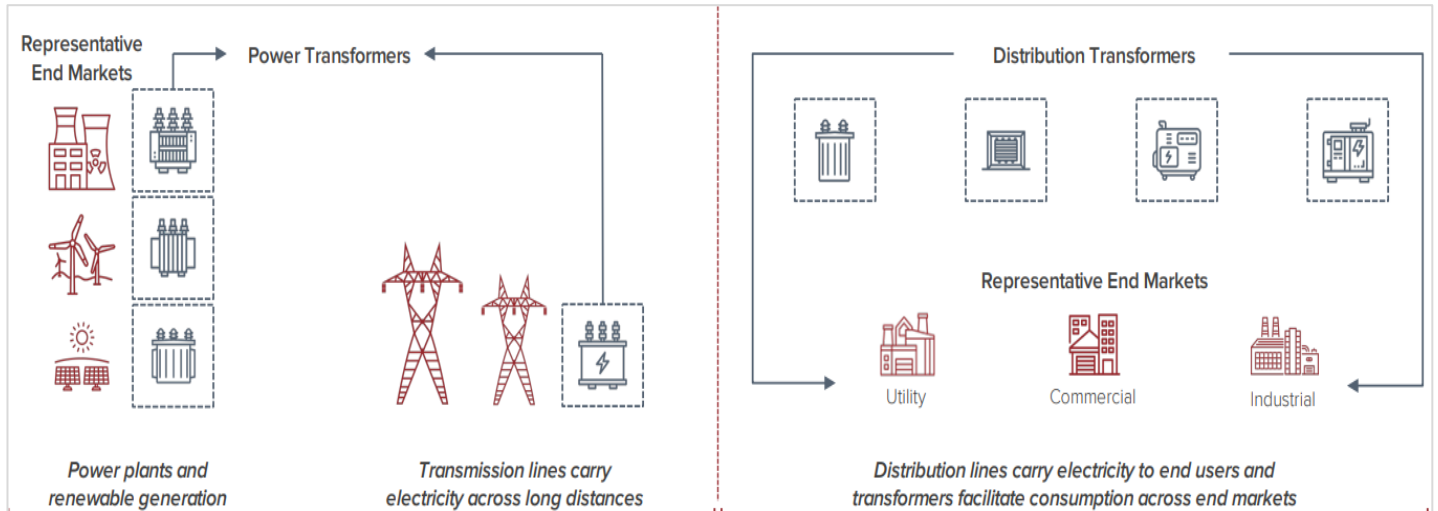 Representative
End Markets
Power Transformers
Power plants and
renewable generation
Transmission lines carry
electricity across long distances
Distribution Transformers
Representative End Markets
Utility
Commercial
Industrial
Distribution lines carry electricity to end users and
transformers facilitate consumption across end markets